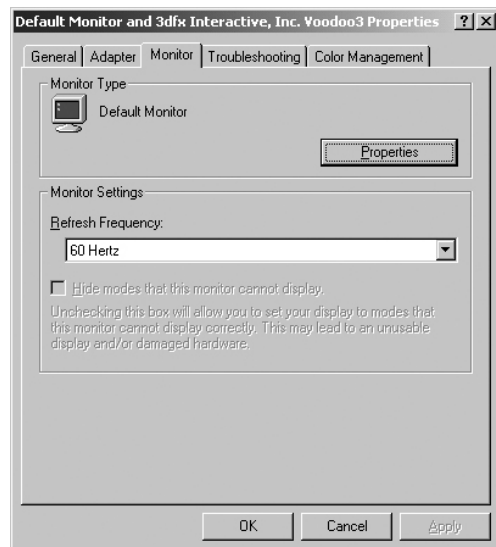 Default Monitor and 3dfx Interactive, Inc. Voodoo3 Properties
General Adapter Monitor Troubleshooting Color Management
Monitor Type
Default Monitor
Properties
Monitor Settings
Refresh Frequency:
60 Hertz
Hide modes that this monitor cannot display.
Unchecking this box will allow you to set your display to modes that
this monitor cannot display correctly. This may lead to an unusable
display and/or damaged hardware.
OK Cancel Apply